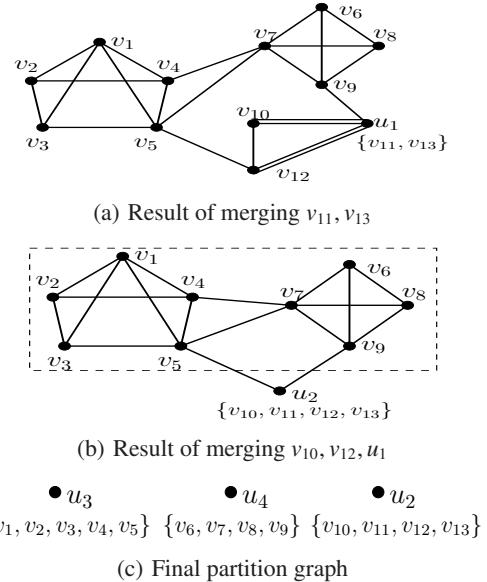 v6
v1
v7
v8
v2
v4
v9
v10
u1
v3
v5
{v11, v13}
v12
(a) Result of merging v11, v13
v1
v6
v2
v4
v7
v8
v3
v5
v9
u2
{v10, v11, v12, v13}
(b) Result of merging v10, v12, u1
u3 u4 u2
v1, v2, v3, v4, v5} {v6, v7, v8, v9} {v10, v11, v12, v13}
(c) Final partition graph